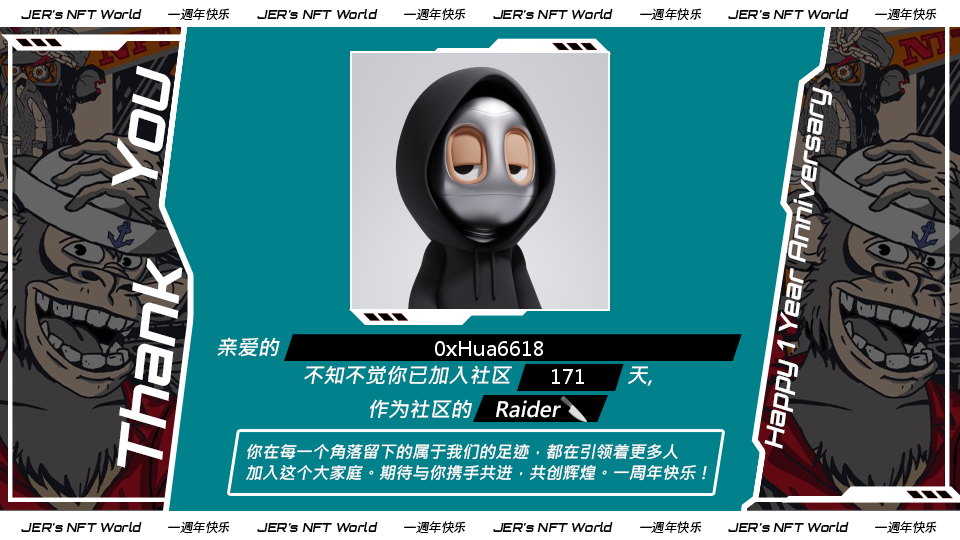 JER's NFT World 一週年快乐 JER's NFT World 一週年快乐 JER's NFT World 一週年快乐 JER's NFT World 一週年快乐
Thank You
亲爱的 0xHua6618
不知不觉你已加入社区 171 天,
作为社区的 Raider🔪
你在每一个角落留下的属于我们的足迹，都在引领着更多人
加入这个大家庭。期待与你携手共进，共创辉煌。一周年快乐！
Happy 1 Year Anniversary
JER's NFT World 一週年快乐 JER's NFT World 一週年快乐 JER's NFT World 一週年快乐 JER's NFT World 一週年快乐